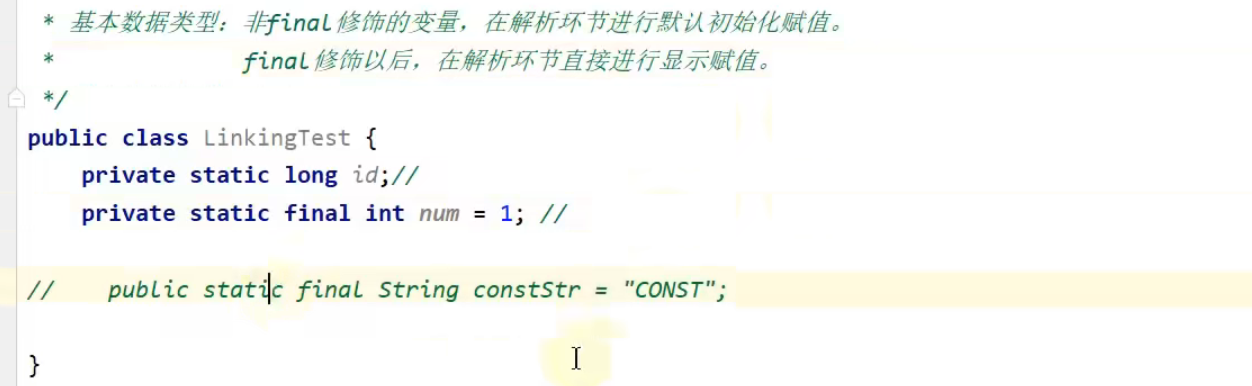 * 基本数据类型：非final修饰的变量，在解析环节进行默认初始化赋值。
* final修饰以后，在解析环节直接进行显示赋值。
*/
public class LinkingTest {
private static long id;//
private static final int num = 1; //
// public static final String constStr = "CONST";
}